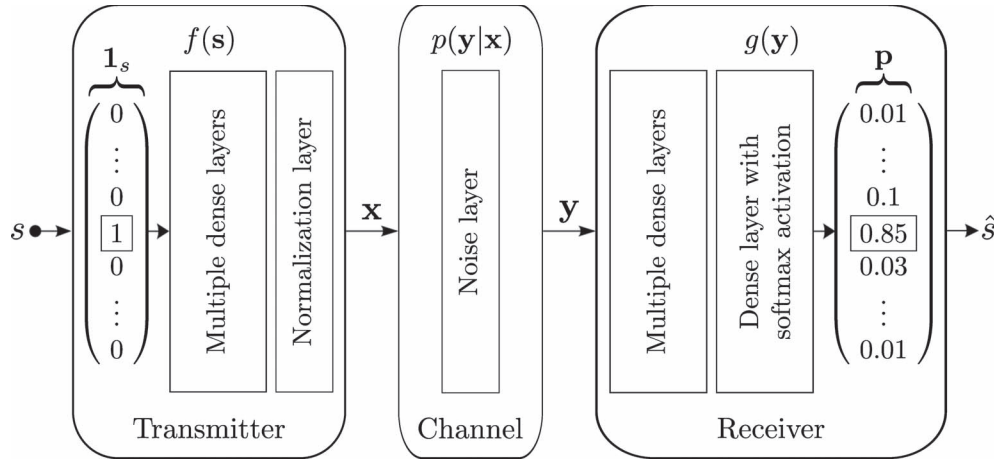 f(s)
p(y|x)
g(y)
1ₛ
p
0
⋮
0
1
0
⋮
0
Multiple dense layers
Normalization layer
Noise layer
Multiple dense layers
Dense layer with
softmax activation
0.01
⋮
0.1
0.85
0.03
⋮
0.01
s
x
y
ŝ
Transmitter
Channel
Receiver